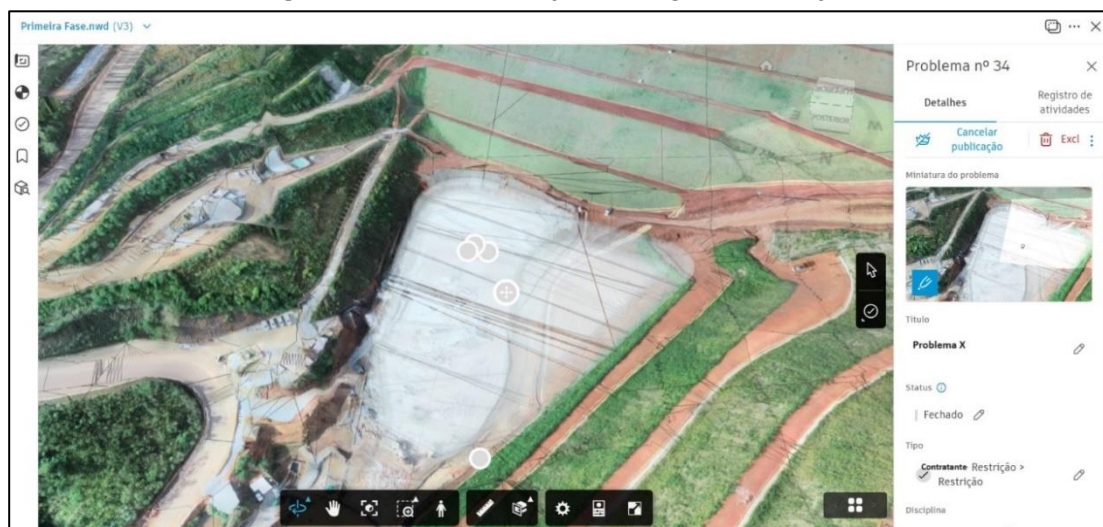 Primeira Fase.nwd (V3)
Problema nº 34
Detalhes
Registro de
atividades
Cancelar
publicação
Excl
Miniatura do problema
POSTERIOR
Título
Problema X
Status
Fechado
Tipo
Contratante Restrição >
Restrição
Disciplina